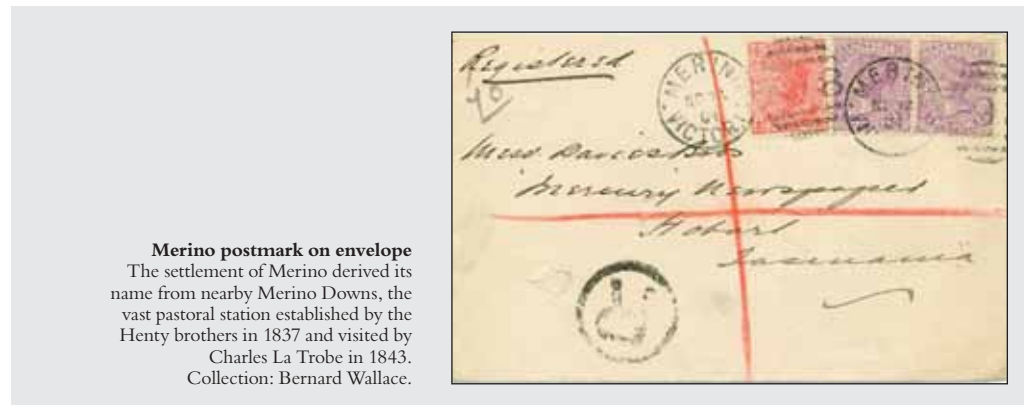 Merino postmark on envelope
The settlement of Merino derived its
name from nearby Merino Downs, the
vast pastoral station established by the
Henty brothers in 1837 and visited by
Charles La Trobe in 1843.
Collection: Bernard Wallace.
Registered
MERINO
VICTORIA
MERINO
Mercury Newspaper
Hobart
Tasmania